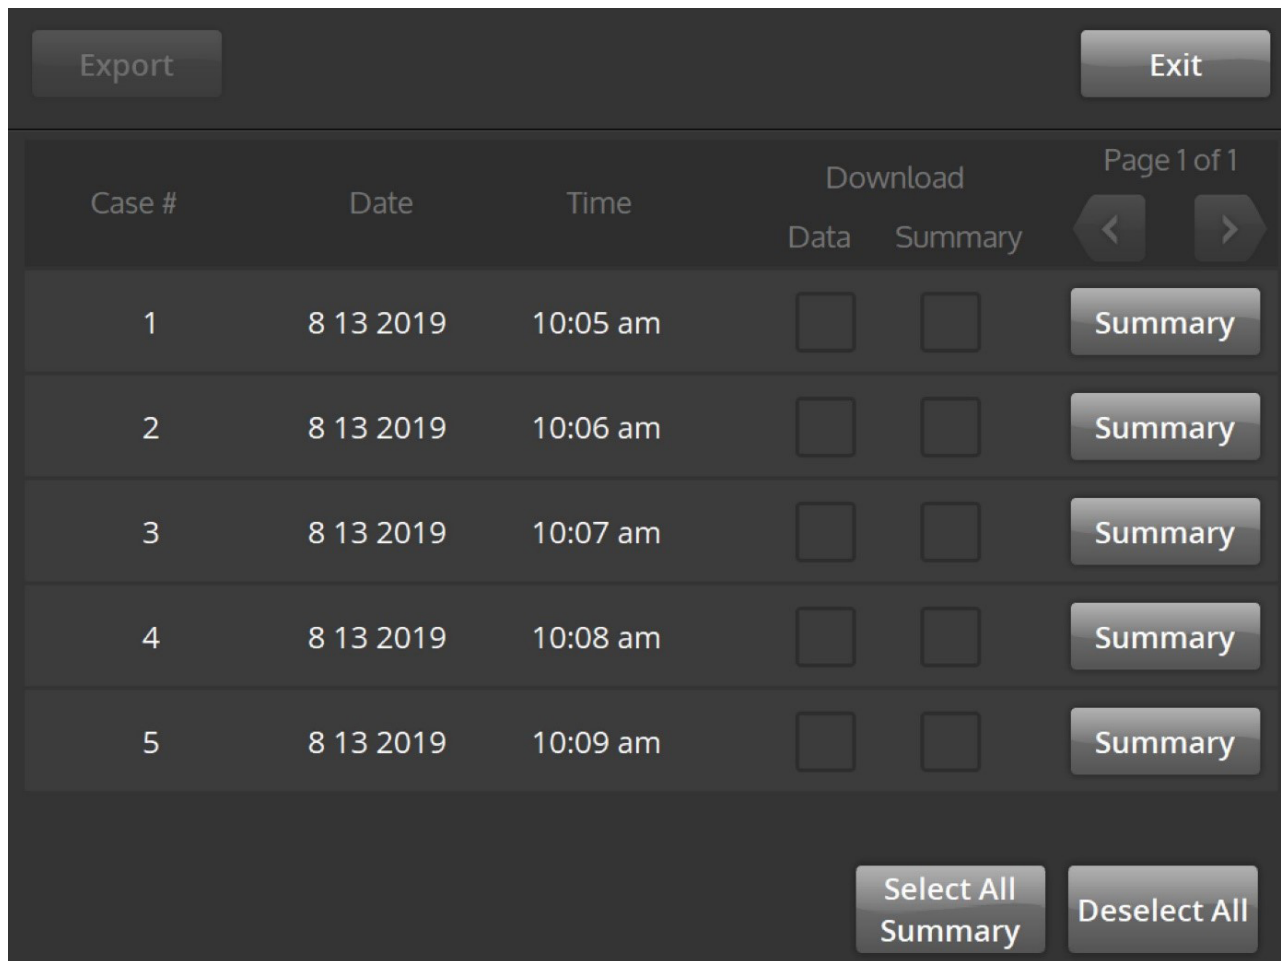 Export
Exit
Page 1 of 1
Case # Date Time Download
Data Summary
1 8 13 2019 10:05 am Summary
2 8 13 2019 10:06 am Summary
3 8 13 2019 10:07 am Summary
4 8 13 2019 10:08 am Summary
5 8 13 2019 10:09 am Summary
Select All
Summary
Deselect All